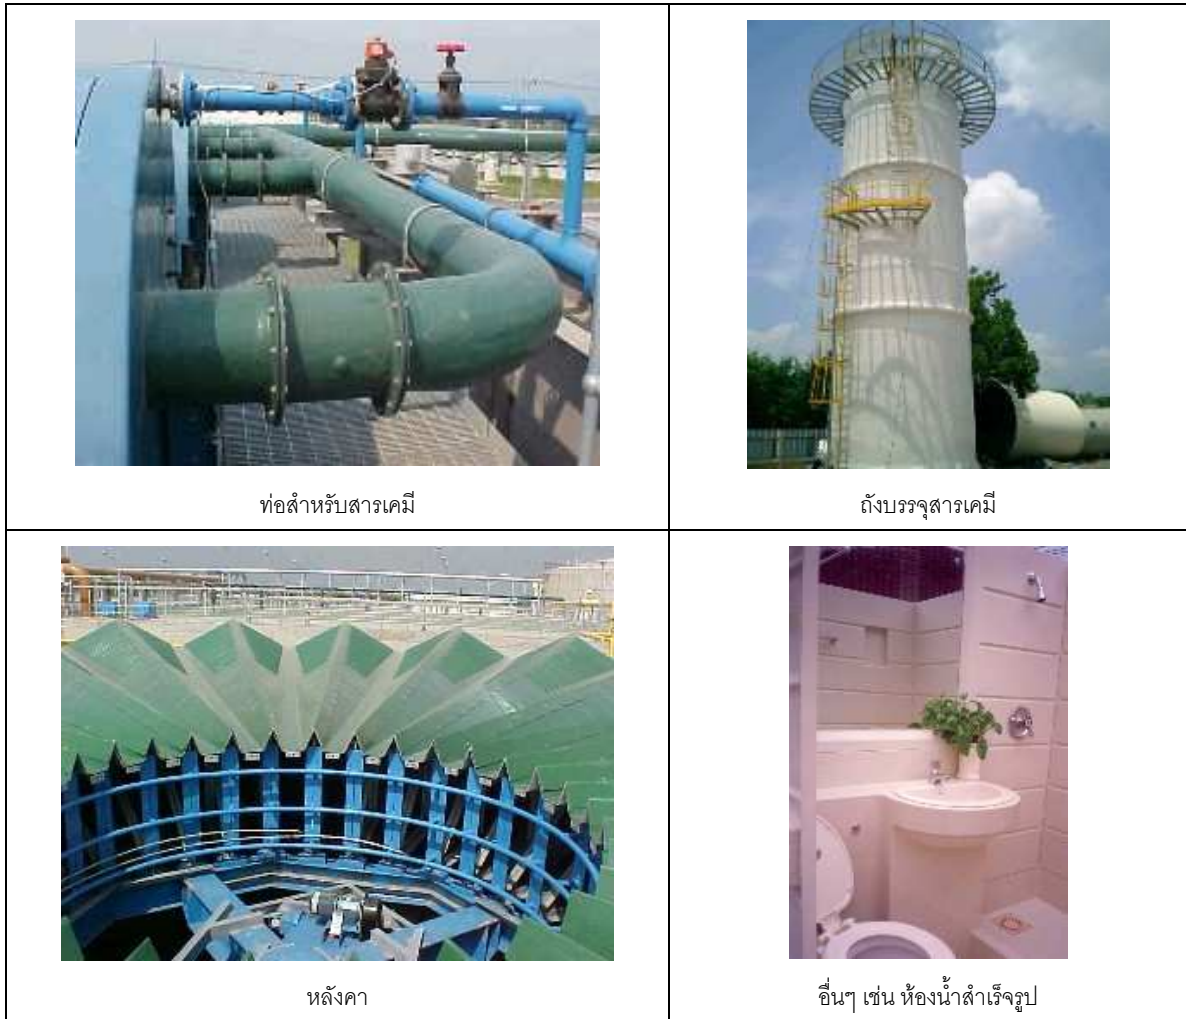 ท่อสำหรับสารเคมี
ถังบรรจุสารเคมี
หลังคา
อื่นๆ เช่น ห้องน้ำสำเร็จรูป